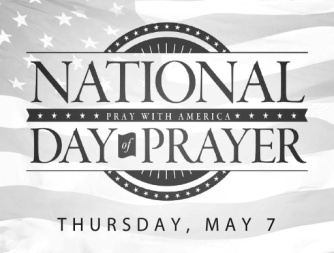 NATIONAL
PRAY WITH AMERICA
DAY of PRAYER
THURSDAY, MAY 7